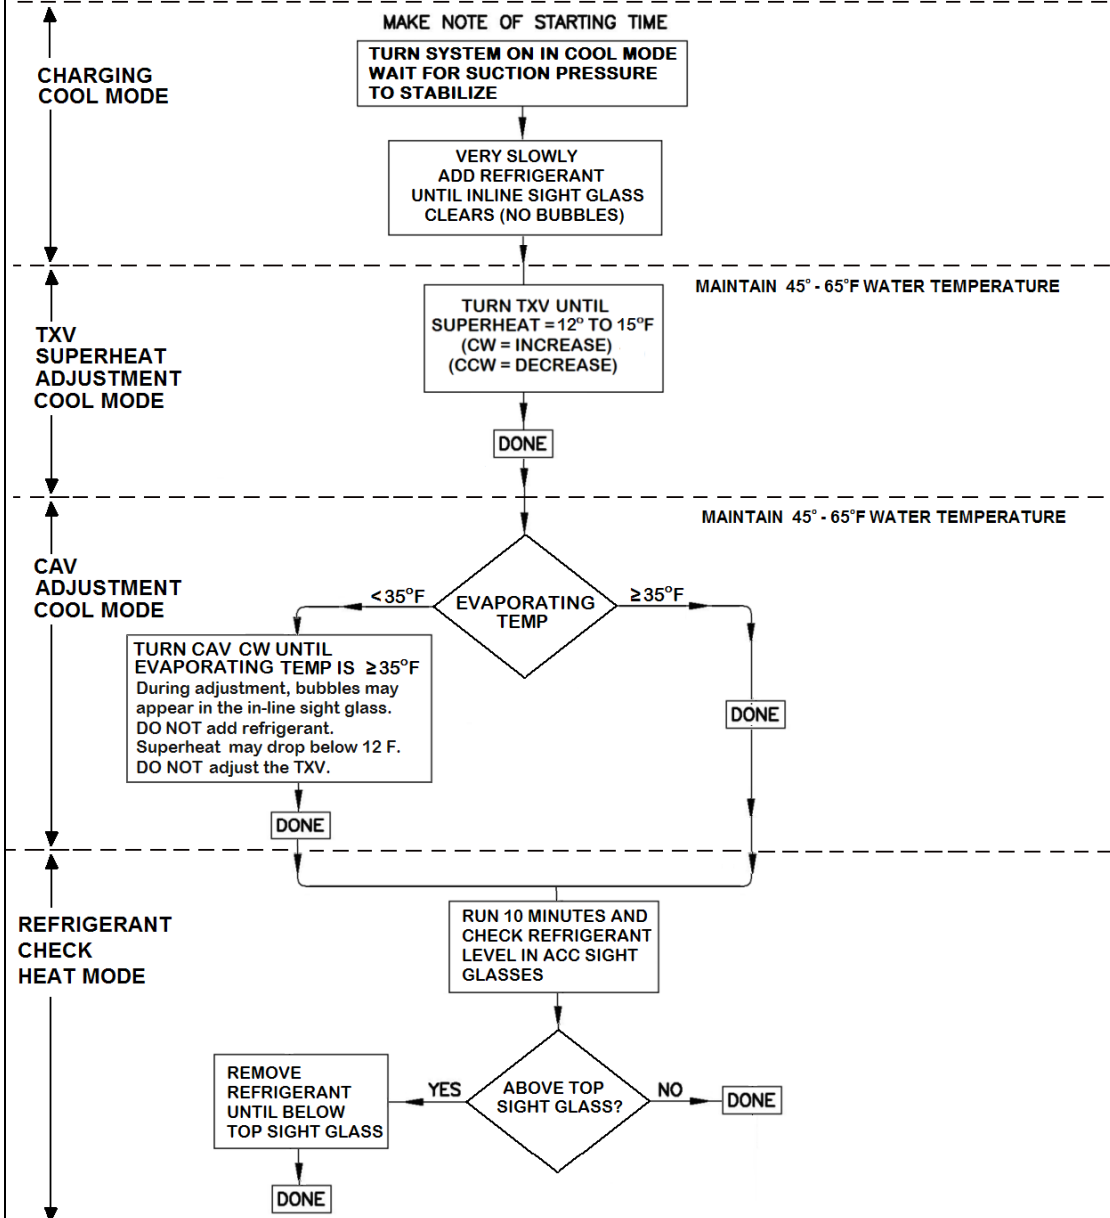 MAKE NOTE OF STARTING TIME
CHARGING
COOL MODE
TURN SYSTEM ON IN COOL MODE
WAIT FOR SUCTION PRESSURE
TO STABILIZE
VERY SLOWLY
ADD REFRIGERANT
UNTIL INLINE SIGHT GLASS
CLEARS (NO BUBBLES)
MAINTAIN 45° - 65°F WATER TEMPERATURE
TXV
SUPERHEAT
ADJUSTMENT
COOL MODE
TURN TXV UNTIL
SUPERHEAT = 12° TO 15°F
(CW = INCREASE)
(CCW = DECREASE)
DONE
MAINTAIN 45° - 65°F WATER TEMPERATURE
CAV
ADJUSTMENT
COOL MODE
<35°F
EVAPORATING
TEMP
≥35°F
TURN CAV CW UNTIL
EVAPORATING TEMP IS ≥35°F
During adjustment, bubbles may
appear in the in-line sight glass.
DO NOT add refrigerant.
Superheat may drop below 12 F.
DO NOT adjust the TXV.
DONE
DONE
REFRIGERANT
CHECK
HEAT MODE
RUN 10 MINUTES AND
CHECK REFRIGERANT
LEVEL IN ACC SIGHT
GLASSES
ABOVE TOP
SIGHT GLASS?
YES
NO
REMOVE
REFRIGERANT
UNTIL BELOW
TOP SIGHT GLASS
DONE
DONE